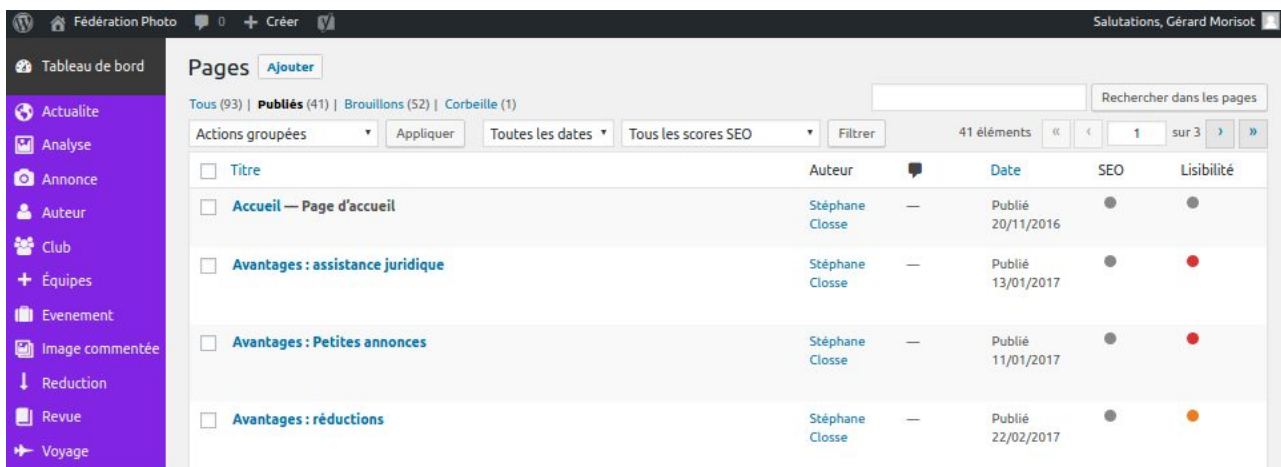 Fédération Photo 0 + Créer Salutations, Gérard Morisot
Tableau de bord
Actualite
Analyse
Annonce
Auteur
Club
Équipes
Evenement
Image commentée
Reduction
Revue
Voyage
Pages Ajouter
Tous (93) | Publiés (41) | Brouillons (52) | Corbeille (1)
Rechercher dans les pages
Actions groupées Appliquer Toutes les dates Tous les scores SEO Filtrer 41 éléments « ‹ 1 sur 3 › »
Titre Auteur Date SEO Lisibilité
Accueil — Page d’accueil Stéphane Closse — Publié 20/11/2016
Avantages : assistance juridique Stéphane Closse — Publié 13/01/2017
Avantages : Petites annonces Stéphane Closse — Publié 11/01/2017
Avantages : réductions Stéphane Closse — Publié 22/02/2017